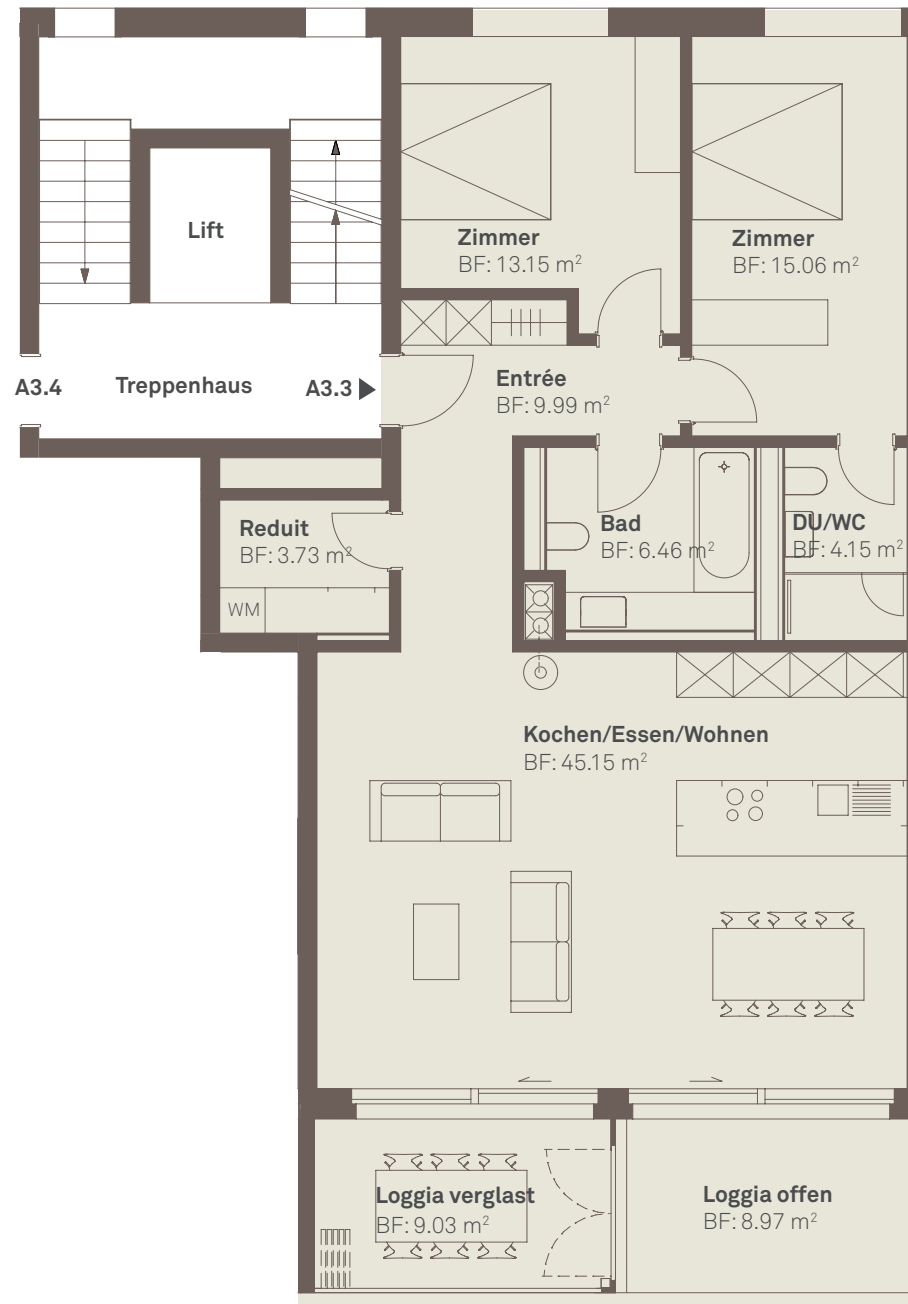 Lift
Zimmer
BF: 13.15 m²
Zimmer
BF: 15.06 m²
A3.4
Treppenhaus
A3.3
Entrée
BF: 9.99 m²
Reduit
BF: 3.73 m²
WM
Bad
BF: 6.46 m²
DU/WC
BF: 4.15 m²
Kochen/Essen/Wohnen
BF: 45.15 m²
Loggia verglast
BF: 9.03 m²
Loggia offen
BF: 8.97 m²